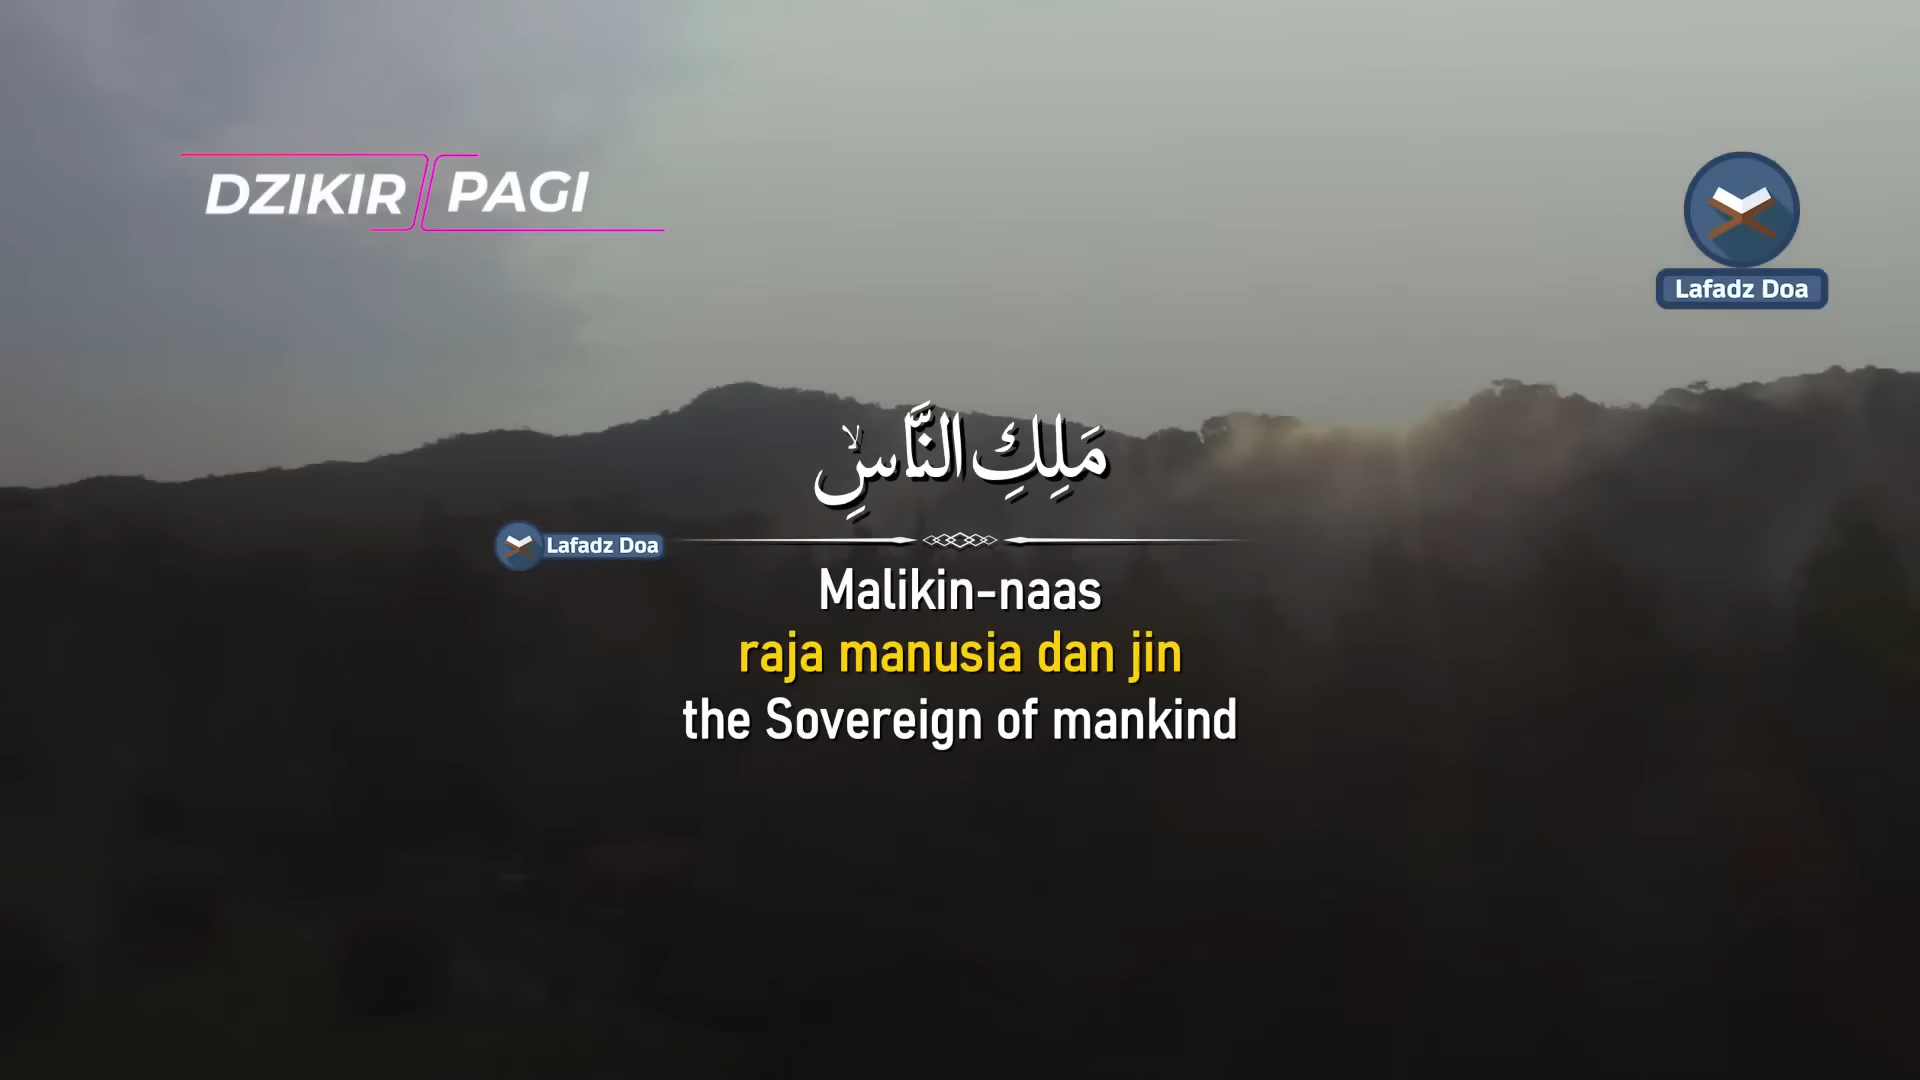 DZIKIR PAGI
Lafadz Doa
مَلِكِ النَّاسِۙ
Lafadz Doa
Malikin-naas
raja manusia dan jin
the Sovereign of mankind